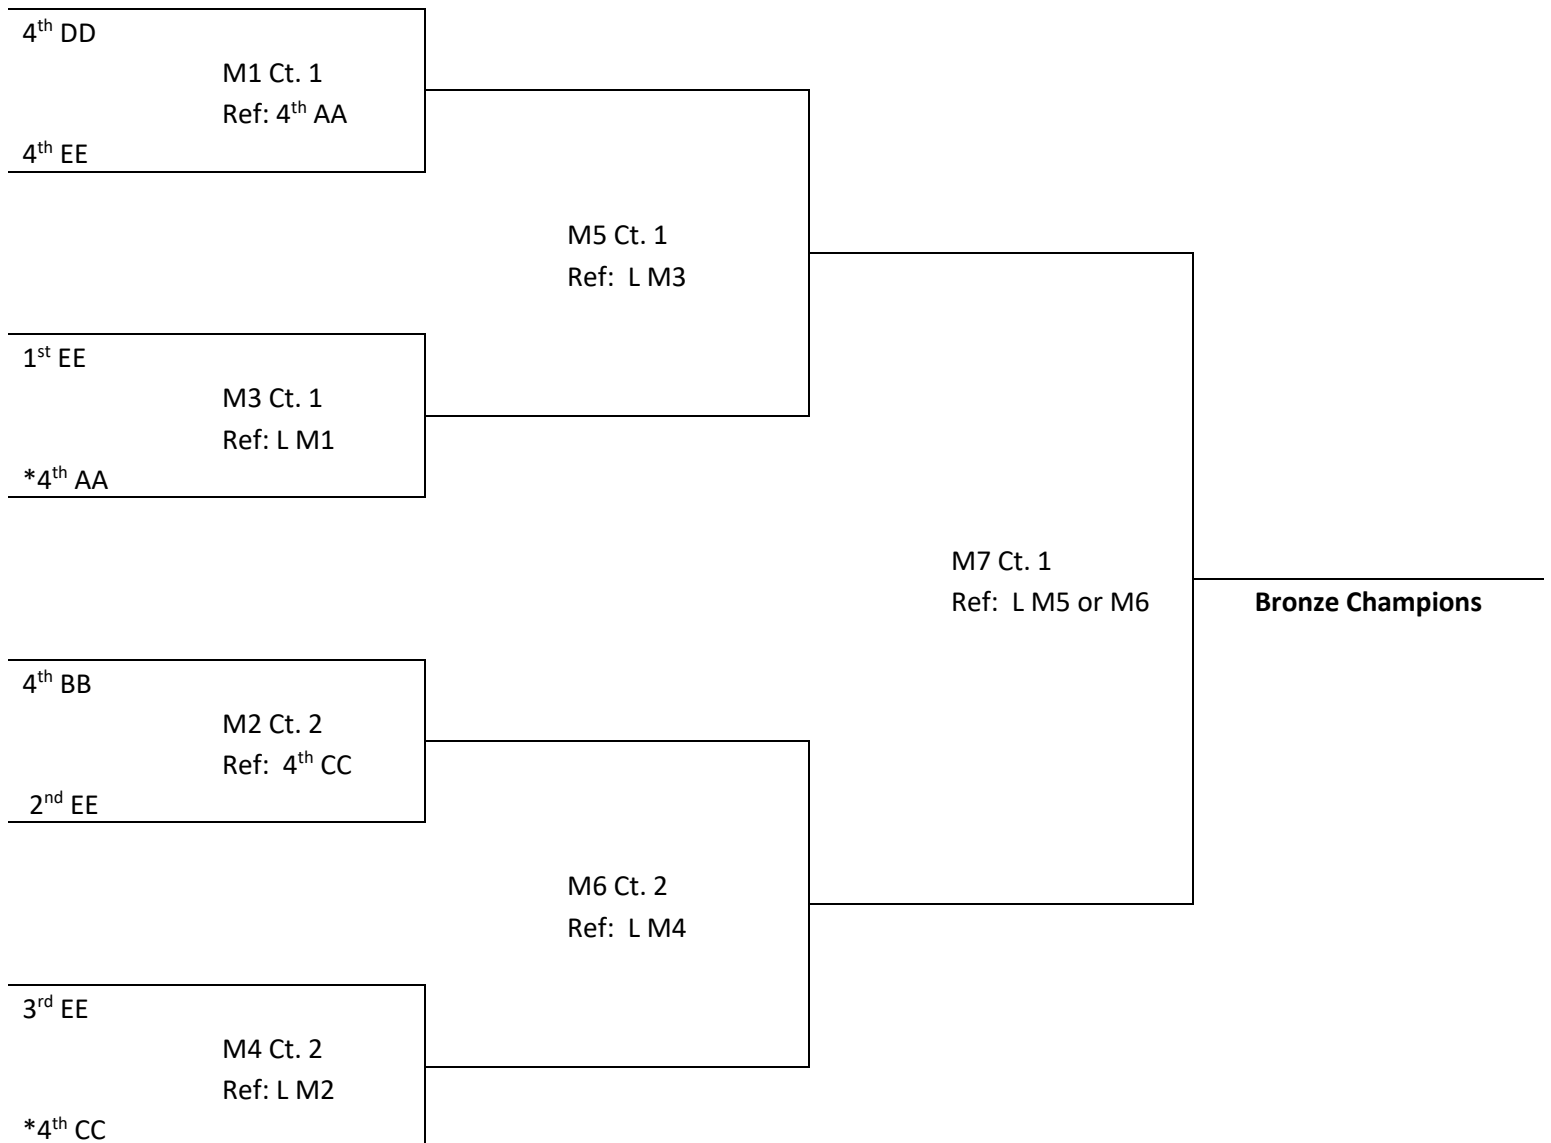 4th DD
M1 Ct. 1
Ref: 4th AA
4th EE
M5 Ct. 1
Ref: L M3
1st EE
M3 Ct. 1
Ref: L M1
*4th AA
M7 Ct. 1
Ref: L M5 or M6
Bronze Champions
4th BB
M2 Ct. 2
Ref: 4th CC
2nd EE
M6 Ct. 2
Ref: L M4
3rd EE
M4 Ct. 2
Ref: L M2
*4th CC